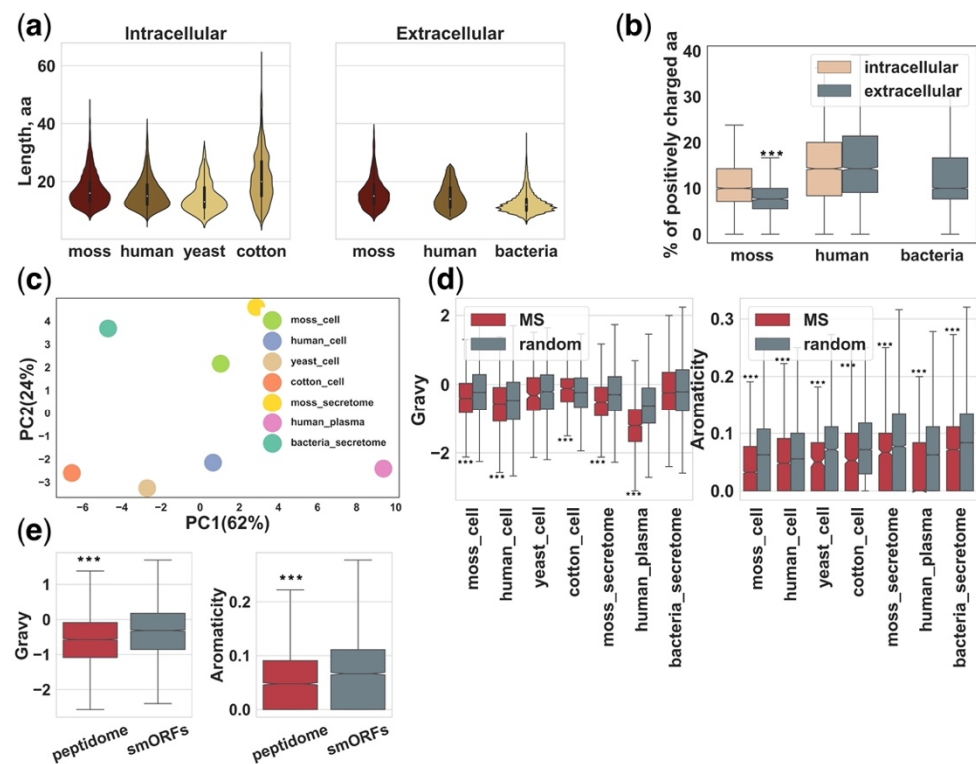 (a)
Intracellular
Extracellular
Length, aa
60
40
20
moss human yeast cotton
moss human bacteria
(b)
% of positively charged aa
40
30
20
10
0
intracellular
extracellular
***
moss human bacteria
(c)
PC2(24%)
4
3
2
1
0
−1
−2
−3
−6 −4 −2 0 2 4 6 8 10
PC1(62%)
moss_cell
human_cell
yeast_cell
cotton_cell
moss_secretome
human_plasma
bacteria_secretome
(d)
Gravy
2
0
−2
MS
random
*** *** *** *** ***
moss_cell
human_cell
yeast_cell
cotton_cell
moss_secretome
human_plasma
bacteria_secretome
Aromaticity
0.3
0.2
0.1
0.0
MS
random
*** *** *** *** *** *** ***
moss_cell
human_cell
yeast_cell
cotton_cell
moss_secretome
human_plasma
bacteria_secretome
(e)
Gravy
1
0
−1
−2
***
peptidome smORFs
Aromaticity
0.2
0.1
0.0
***
peptidome smORFs